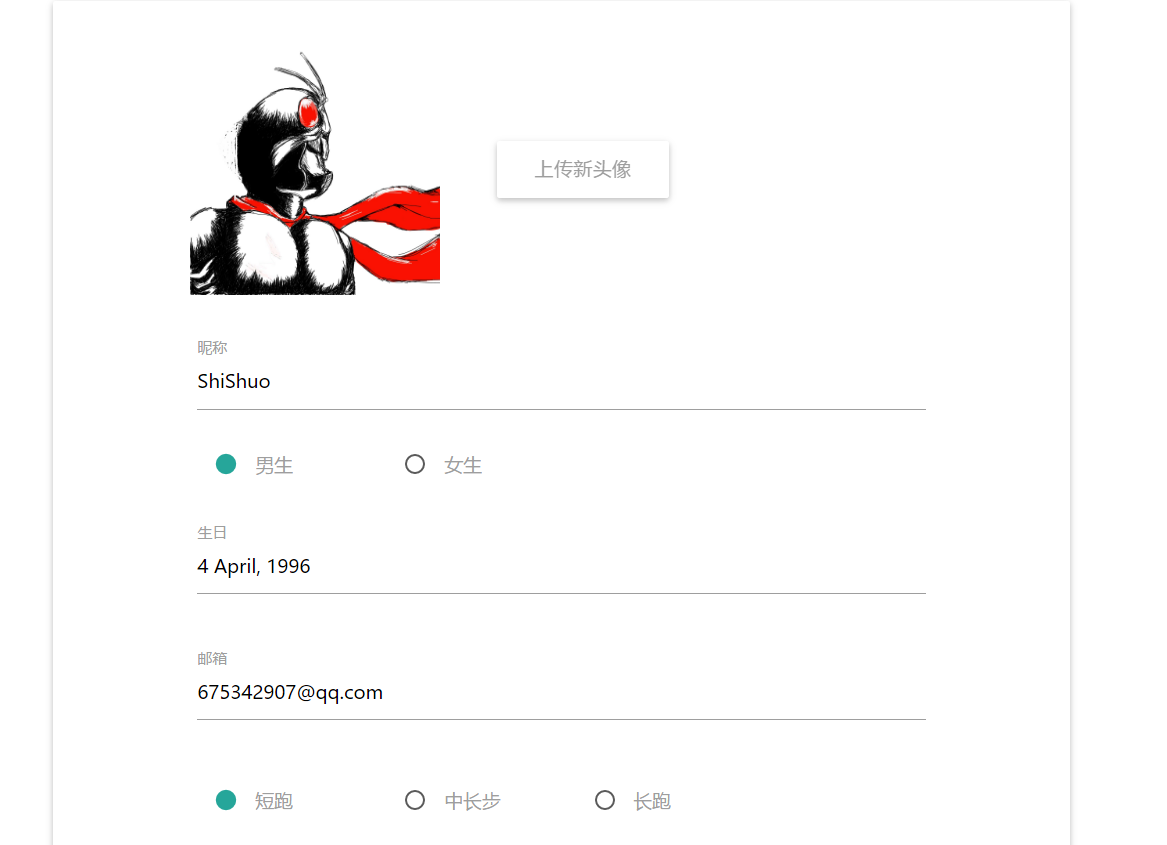 上传新头像
昵称
ShiShuo
男生 女生
生日
4 April, 1996
邮箱
675342907@qq.com
短跑 中长步 长跑